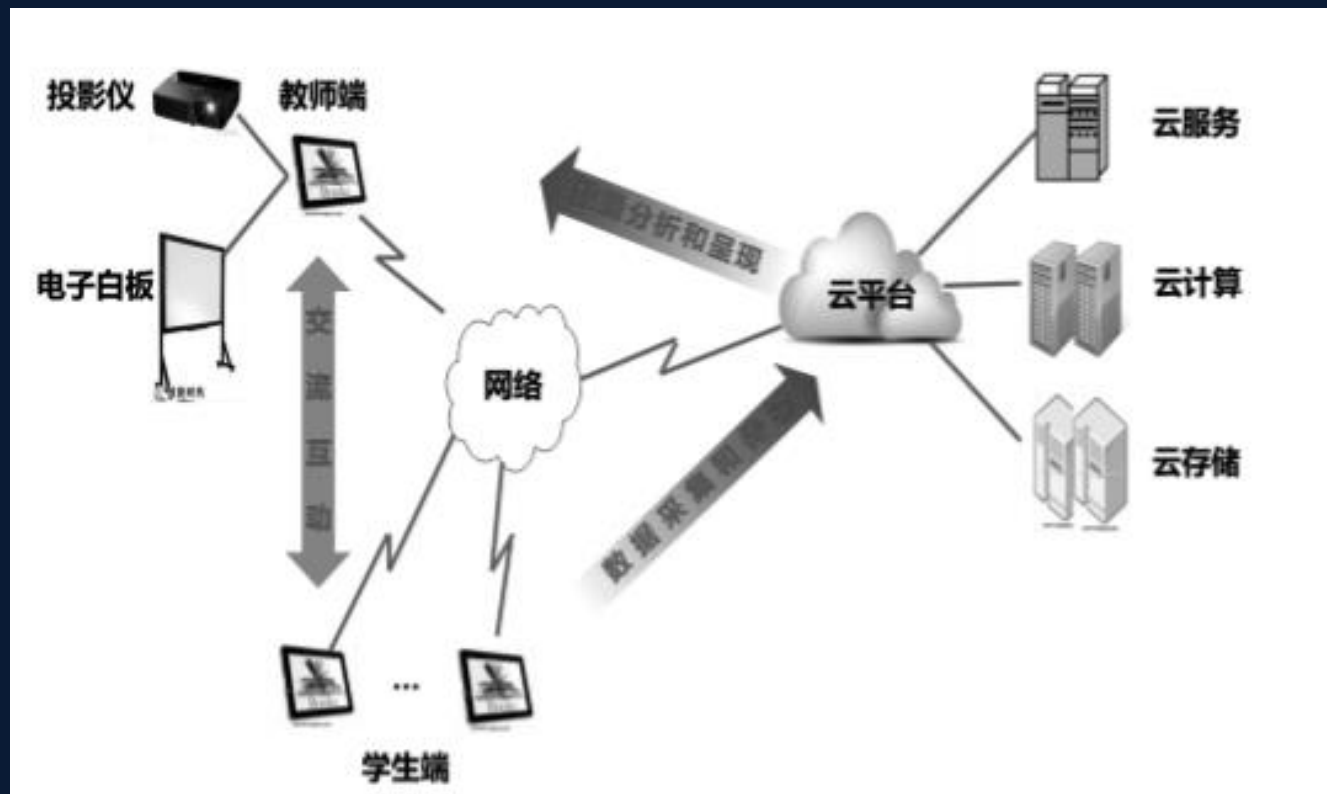 投影仪
教师端
云服务
分析和呈现
电子白板
云平台
云计算
交流互动
网络
数据采集和
云存储
...
学生端